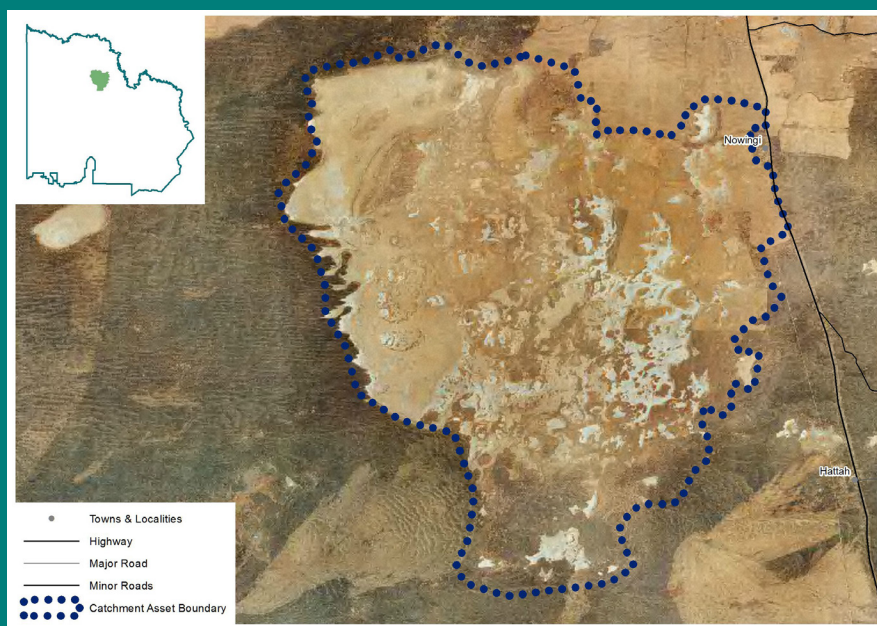 Nowingi
Hattah
Towns & Localities
Highway
Major Road
Minor Roads
Catchment Asset Boundary